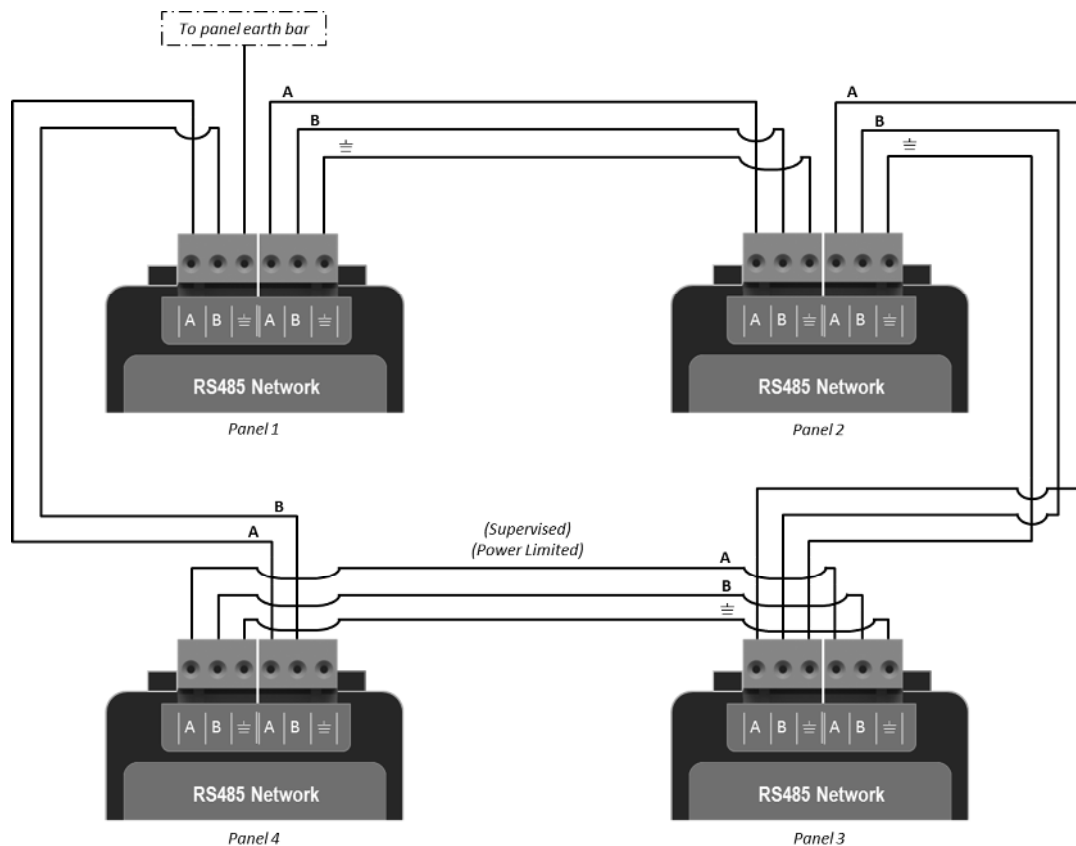 To panel earth bar
A
A
B
B
A B A B
A B A B
RS485 Network
RS485 Network
Panel 1
Panel 2
B
(Supervised)
A
(Power Limited)
A
B
A B A B
A B A B
RS485 Network
RS485 Network
Panel 4
Panel 3